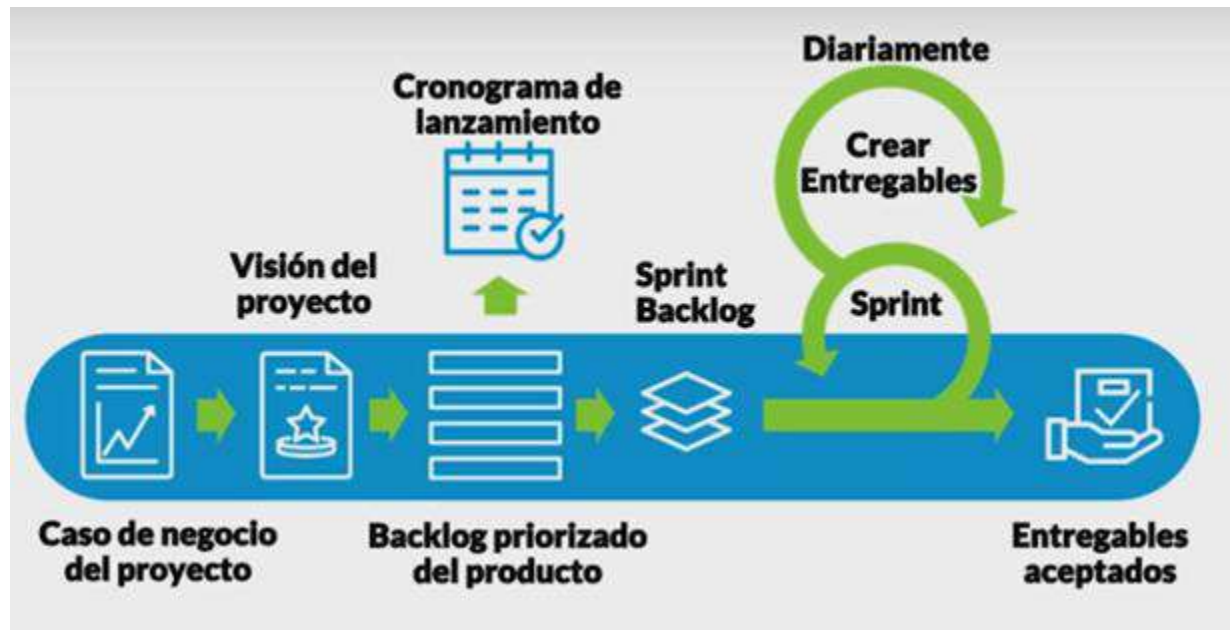 Diariamente
Cronograma de
lanzamiento
Crear
Entregables
Visión del
proyecto
Sprint
Backlog
Sprint
Caso de negocio
del proyecto
Backlog priorizado
del producto
Entregables
aceptados